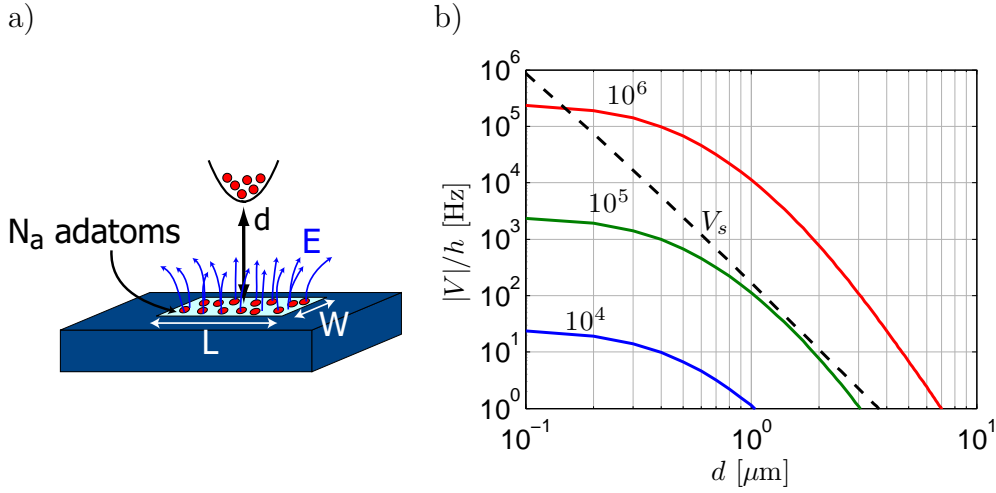 a)
N_a adatoms
d
E
L
W
b)
|V|/h [Hz]
10^6
10^5
10^4
10^3
10^2
10^1
10^0
10^6
10^5
V_s
10^4
10^{-1}
10^0
10^1
d [μm]